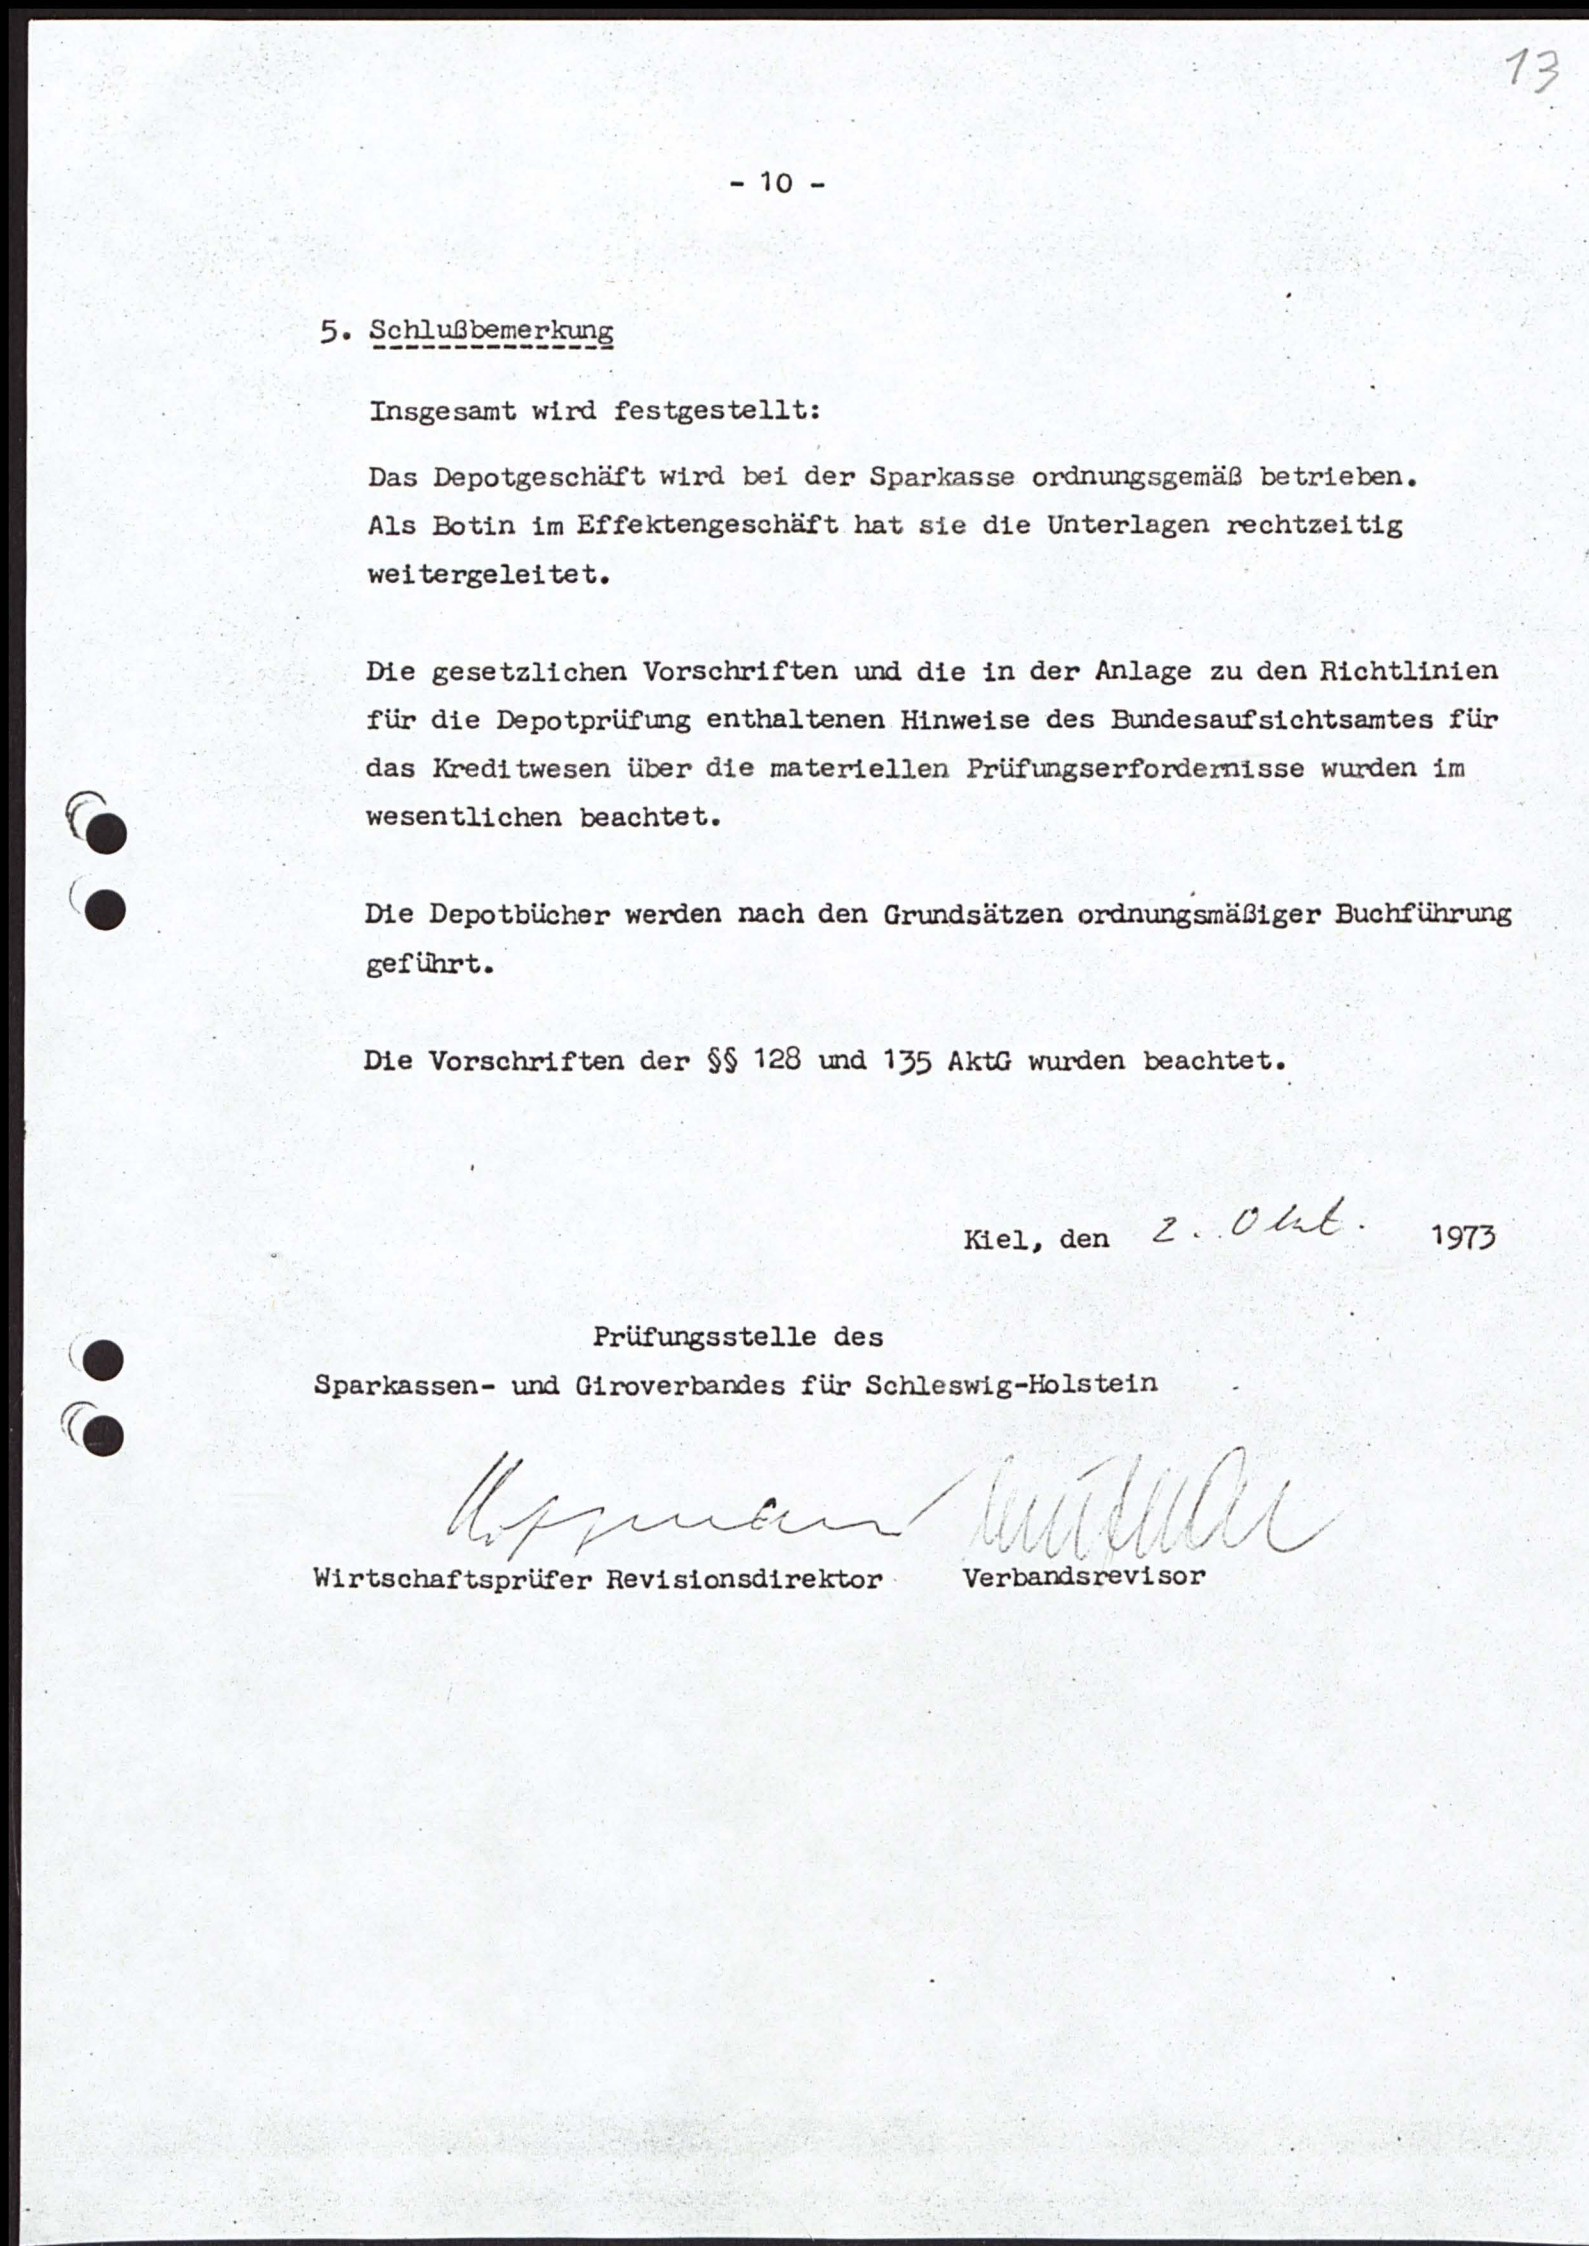 13
- 10 -
5. Schlußbemerkung
Insgesamt wird festgestellt:
Das Depotgeschäft wird bei der Sparkasse ordnungsgemäß betrieben.
Als Botin im Effektengeschäft hat sie die Unterlagen rechtzeitig
weitergeleitet.
Die gesetzlichen Vorschriften und die in der Anlage zu den Richtlinien
für die Depotprüfung enthaltenen Hinweise des Bundesaufsichtsamtes für
das Kreditwesen über die materiellen Prüfungserfordernisse wurden im
wesentlichen beachtet.
Die Depotbücher werden nach den Grundsätzen ordnungsmäßiger Buchführung
geführt.
Die Vorschriften der §§ 128 und 135 AktG wurden beachtet.
Kiel, den 2. Okt. 1973
Prüfungsstelle des
Sparkassen- und Giroverbandes für Schleswig-Holstein
Wirtschaftsprüfer Revisionsdirektor Verbandsrevisor